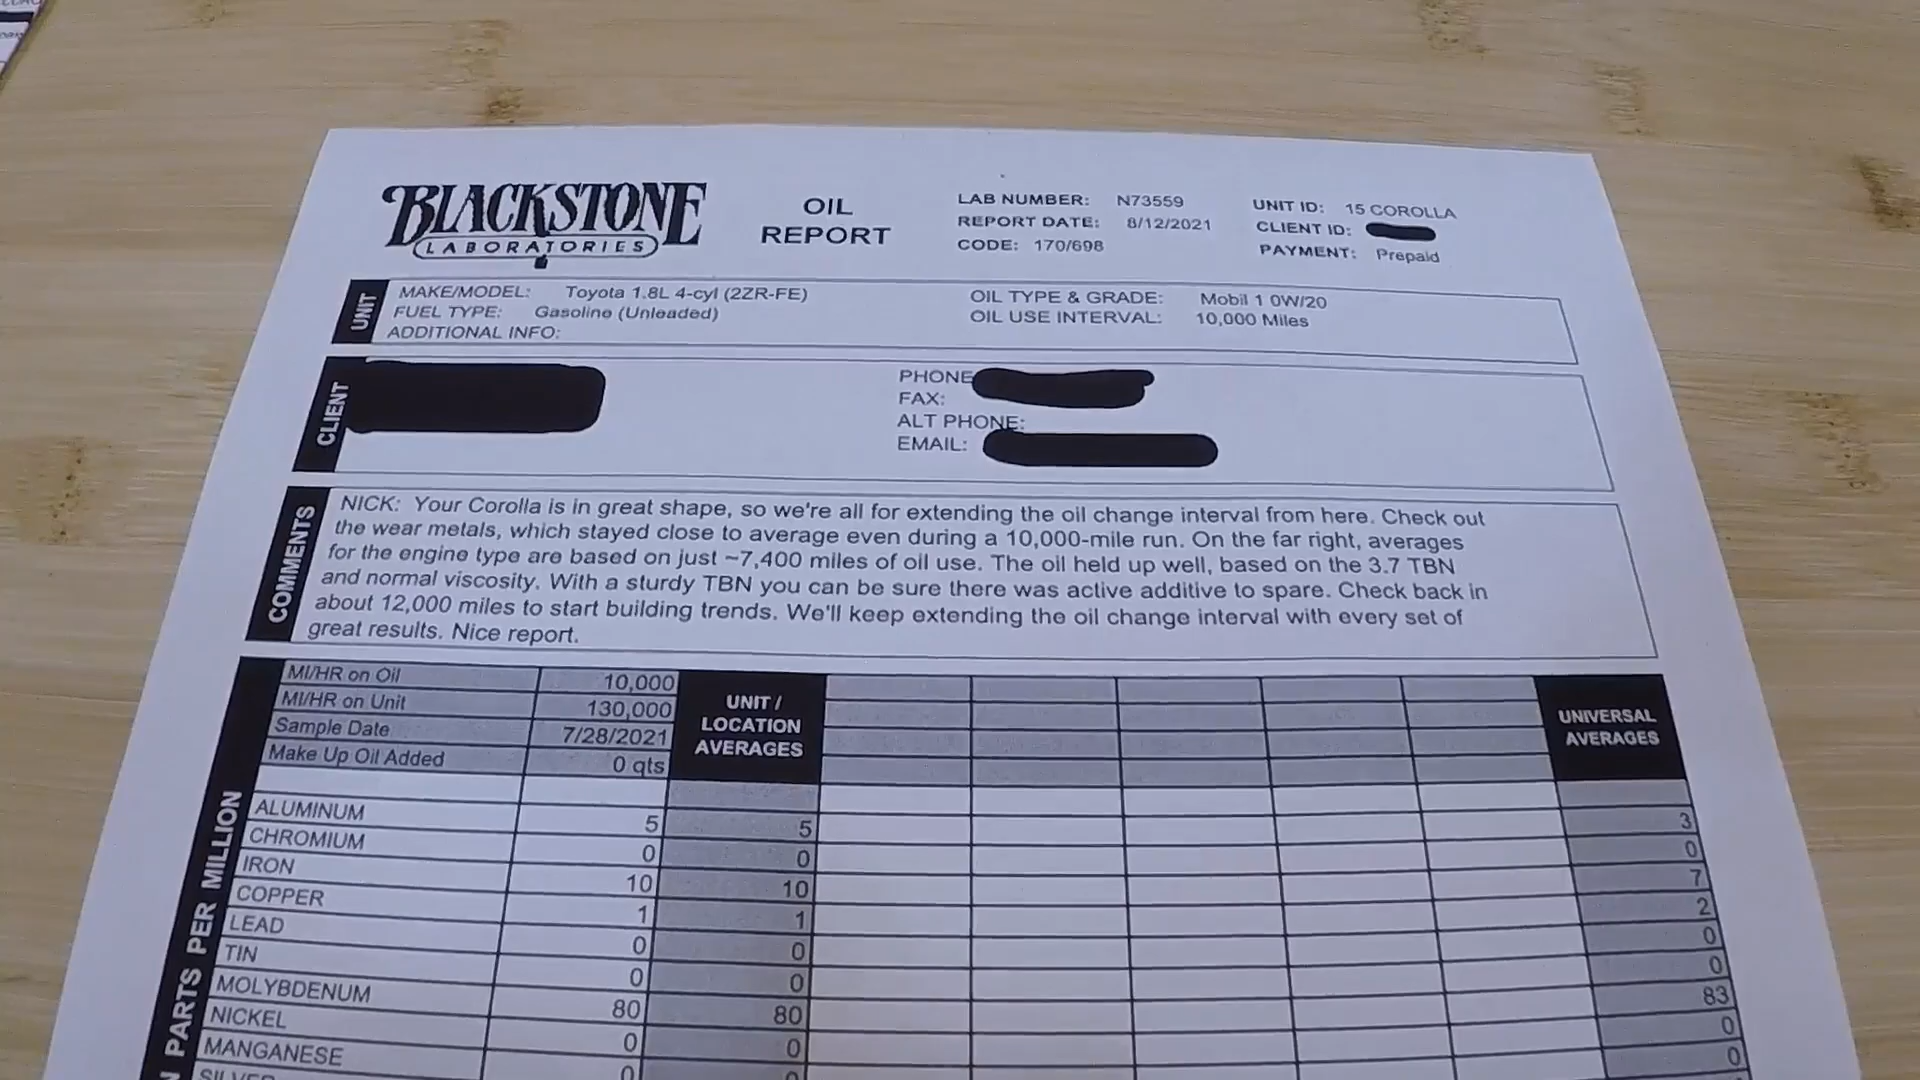 BLACKSTONE
LABORATORIES
OIL
REPORT
LAB NUMBER: N73559
REPORT DATE: 8/12/2021
CODE: 170/698
UNIT ID: 15 COROLLA
CLIENT ID:
PAYMENT: Prepaid
UNIT
MAKE/MODEL: Toyota 1.8L 4-cyl (2ZR-FE)
FUEL TYPE: Gasoline (Unleaded)
ADDITIONAL INFO:
OIL TYPE & GRADE: Mobil 1 0W/20
OIL USE INTERVAL: 10,000 Miles
CLIENT
PHONE
FAX:
ALT PHONE:
EMAIL:
COMMENTS
NICK: Your Corolla is in great shape, so we're all for extending the oil change interval from here. Check out
the wear metals, which stayed close to average even during a 10,000-mile run. On the far right, averages
for the engine type are based on just ~7,400 miles of oil use. The oil held up well, based on the 3.7 TBN
and normal viscosity. With a sturdy TBN you can be sure there was active additive to spare. Check back in
about 12,000 miles to start building trends. We'll keep extending the oil change interval with every set of
great results. Nice report.
MI/HR on Oil 10,000
MI/HR on Unit 130,000
Sample Date 7/28/2021
Make Up Oil Added 0 qts
UNIT /
LOCATION
AVERAGES
UNIVERSAL
AVERAGES
PARTS PER MILLION
ALUMINUM 5 5 3
CHROMIUM 0 0 0
IRON 10 10 7
COPPER 1 1 2
LEAD 0 0 0
TIN 0 0 0
MOLYBDENUM 80 80 83
NICKEL 0 0 0
MANGANESE 0 0 0